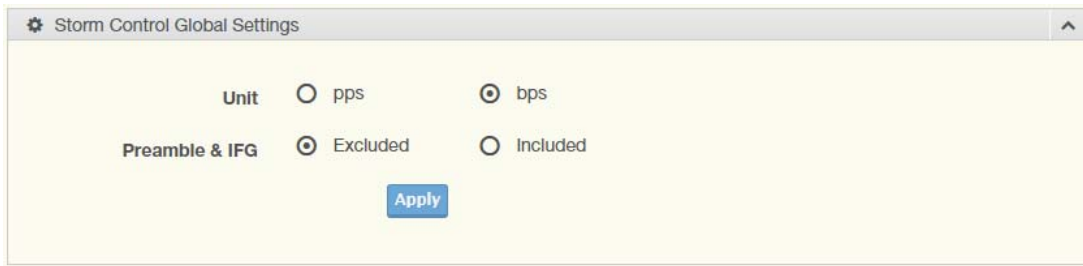 Storm Control Global Settings
Unit pps bps
Preamble & IFG Excluded Included
Apply